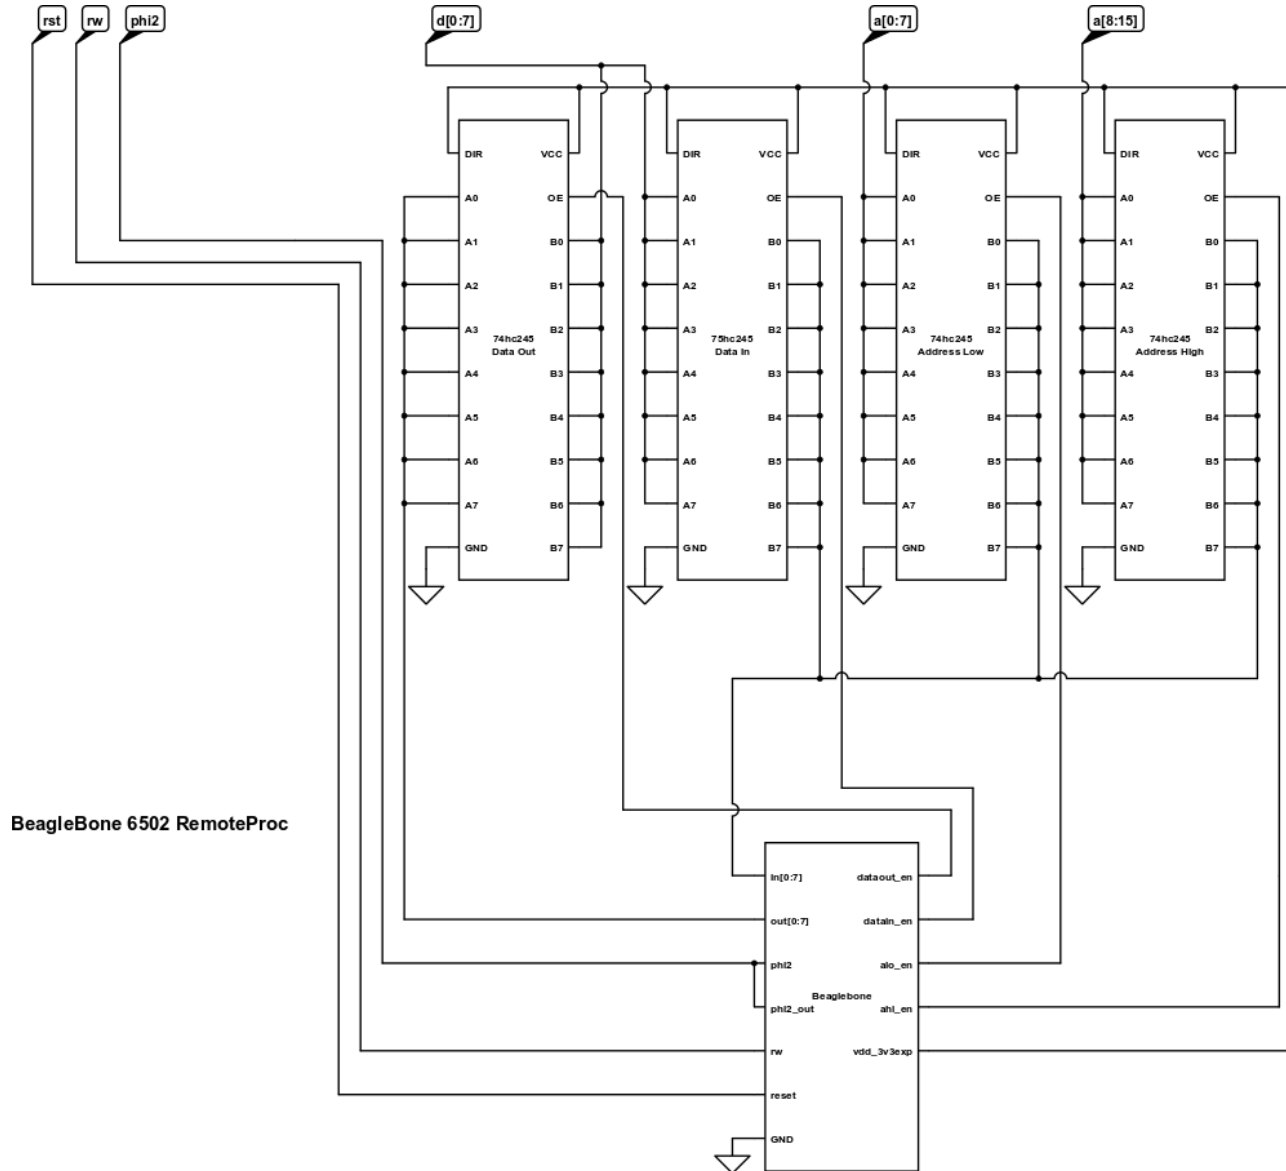 rst
rw
phi2
d[0:7]
a[0:7]
a[8:15]
DIR
VCC
A0
OE
A1
B0
A2
B1
A3
B2
74hc245
Data Out
A4
B3
A5
B4
A6
B5
A7
B6
GND
B7
DIR
VCC
A0
OE
A1
B0
A2
B1
A3
B2
75hc245
Data In
A4
B3
A5
B4
A6
B5
A7
B6
GND
B7
DIR
VCC
A0
OE
A1
B0
A2
B1
A3
B2
74hc245
Address Low
A4
B3
A5
B4
A6
B5
A7
B6
GND
B7
DIR
VCC
A0
OE
A1
B0
A2
B1
A3
B2
74hc245
Address High
A4
B3
A5
B4
A6
B5
A7
B6
GND
B7
BeagleBone 6502 RemoteProc
in[0:7]
dataout_en
out[0:7]
datain_en
phi2
alo_en
Beaglebone
phi2_out
ahi_en
rw
vdd_3v3exp
reset
GND